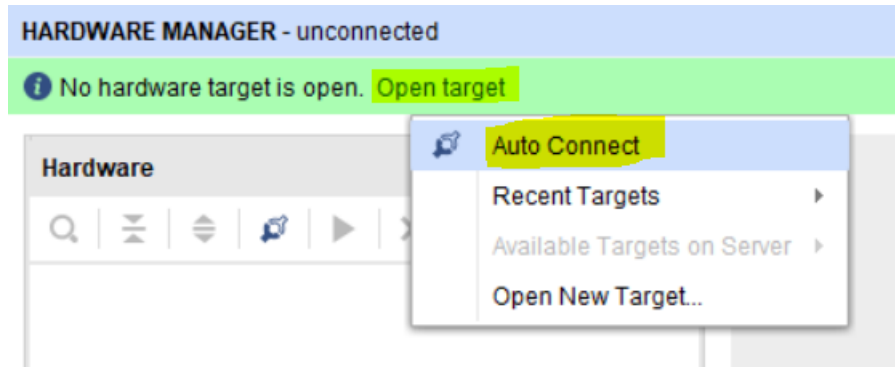 HARDWARE MANAGER - unconnected
No hardware target is open. Open target
Auto Connect
Hardware
Recent Targets
Available Targets on Server
Open New Target...